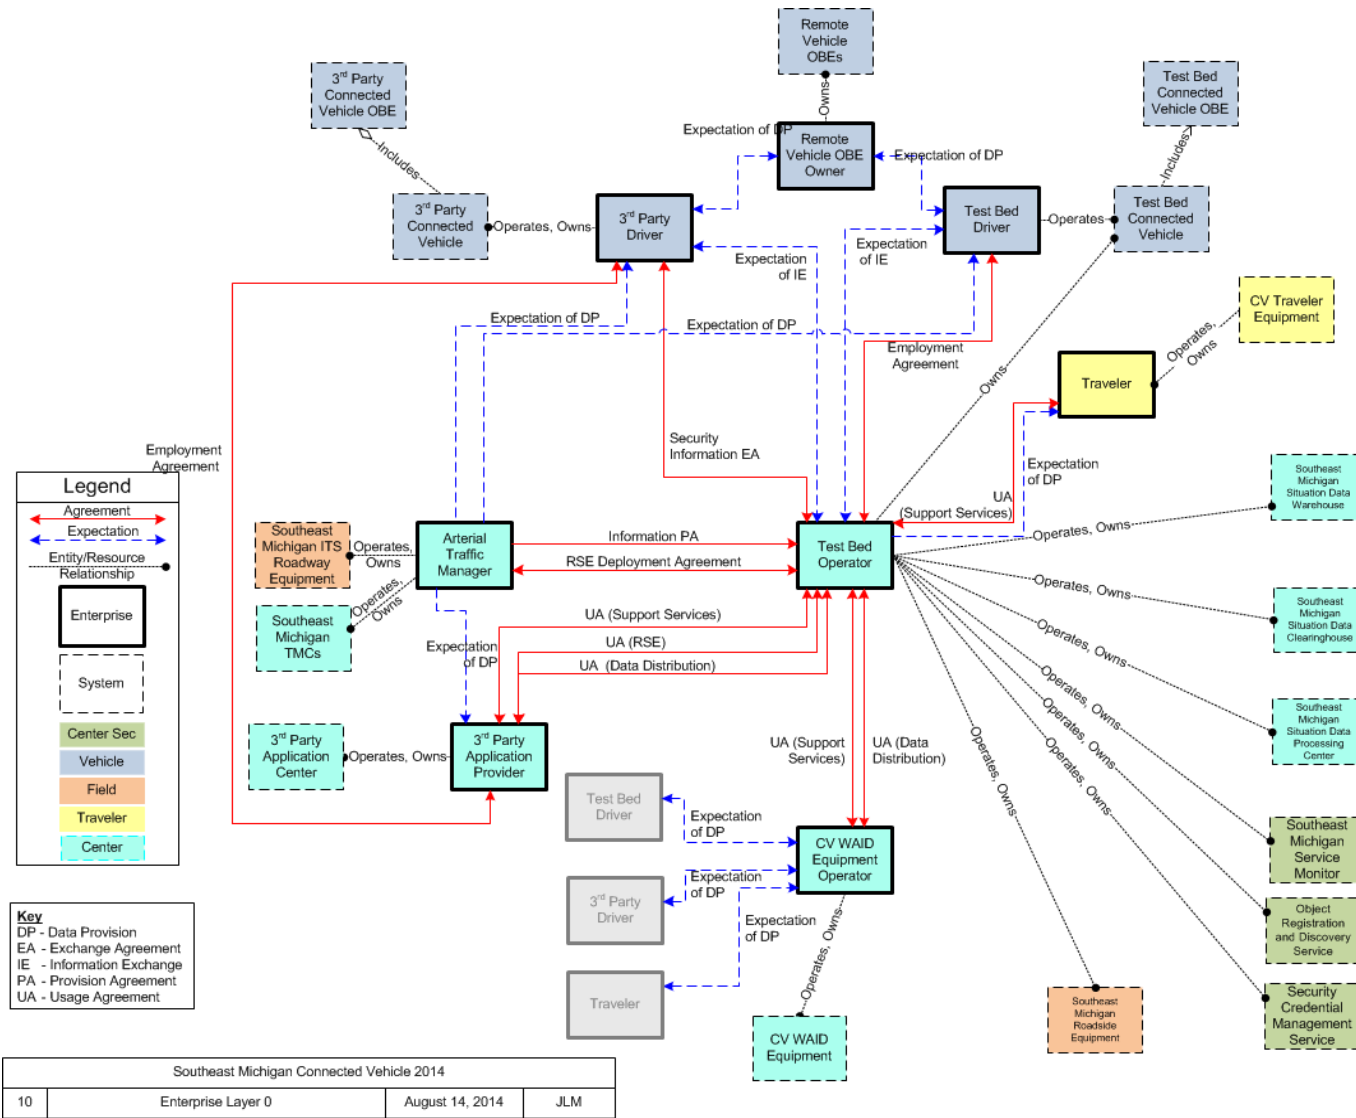 Remote
Vehicle
OBEs
3rd Party
Connected
Vehicle OBE
Test Bed
Connected
Vehicle OBE
Owns
Expectation of DP
Remote
Vehicle OBE
Owner
Expectation of DP
Includes
Includes
3rd Party
Connected
Vehicle
Operates, Owns
3rd Party
Driver
Test Bed
Driver
Operates
Test Bed
Connected
Vehicle
Expectation
of IE
Expectation
of IE
CV Traveler
Equipment
Expectation of DP
Expectation of DP
Operates,
Owns
Employment
Agreement
Owns
Traveler
Employment
Agreement
Security
Information EA
Expectation
of DP
UA
(Support Services)
Southeast
Michigan
Situation Data
Warehouse
Operates, Owns
Legend
Agreement
Expectation
Entity/Resource
Relationship
Enterprise
System
Center Sec
Vehicle
Field
Traveler
Center
Southeast
Michigan ITS
Roadway
Equipment
Operates,
Owns
Arterial
Traffic
Manager
Information PA
RSE Deployment Agreement
Test Bed
Operator
Operates,
Owns
Southeast
Michigan
TMCs
Operates, Owns
Southeast
Michigan
Situation Data
Clearinghouse
UA (Support Services)
UA (RSE)
UA (Data Distribution)
Expectation
of DP
Operates, Owns
Southeast
Michigan
Situation Data
Processing
Center
3rd Party
Application
Center
Operates, Owns
3rd Party
Application
Provider
UA (Support
Services)
UA (Data
Distribution)
Operates, Owns
Operates, Owns
Operates, Owns
Operates, Owns
Test Bed
Driver
Expectation
of DP
CV WAID
Equipment
Operator
Southeast
Michigan
Service
Monitor
3rd Party
Driver
Expectation
of DP
Expectation
of DP
Object
Registration
and Discovery
Service
Key
DP - Data Provision
EA - Exchange Agreement
IE - Information Exchange
PA - Provision Agreement
UA - Usage Agreement
Traveler
Operates, Owns
Southeast
Michigan
Roadside
Equipment
Security
Credential
Management
Service
CV WAID
Equipment
Southeast Michigan Connected Vehicle 2014
10 Enterprise Layer 0 August 14, 2014 JLM